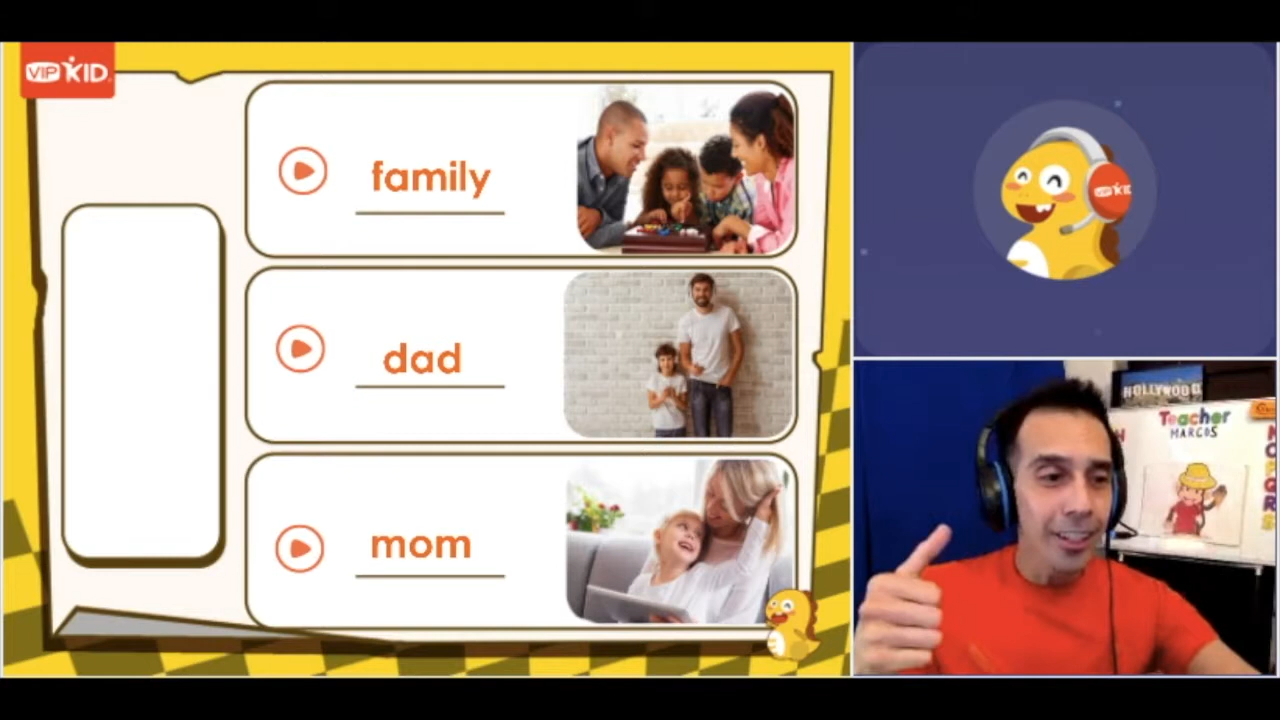 VIPKID
family
dad
mom
VIPKID
HOLLYWOOD
Teacher
MARCOS